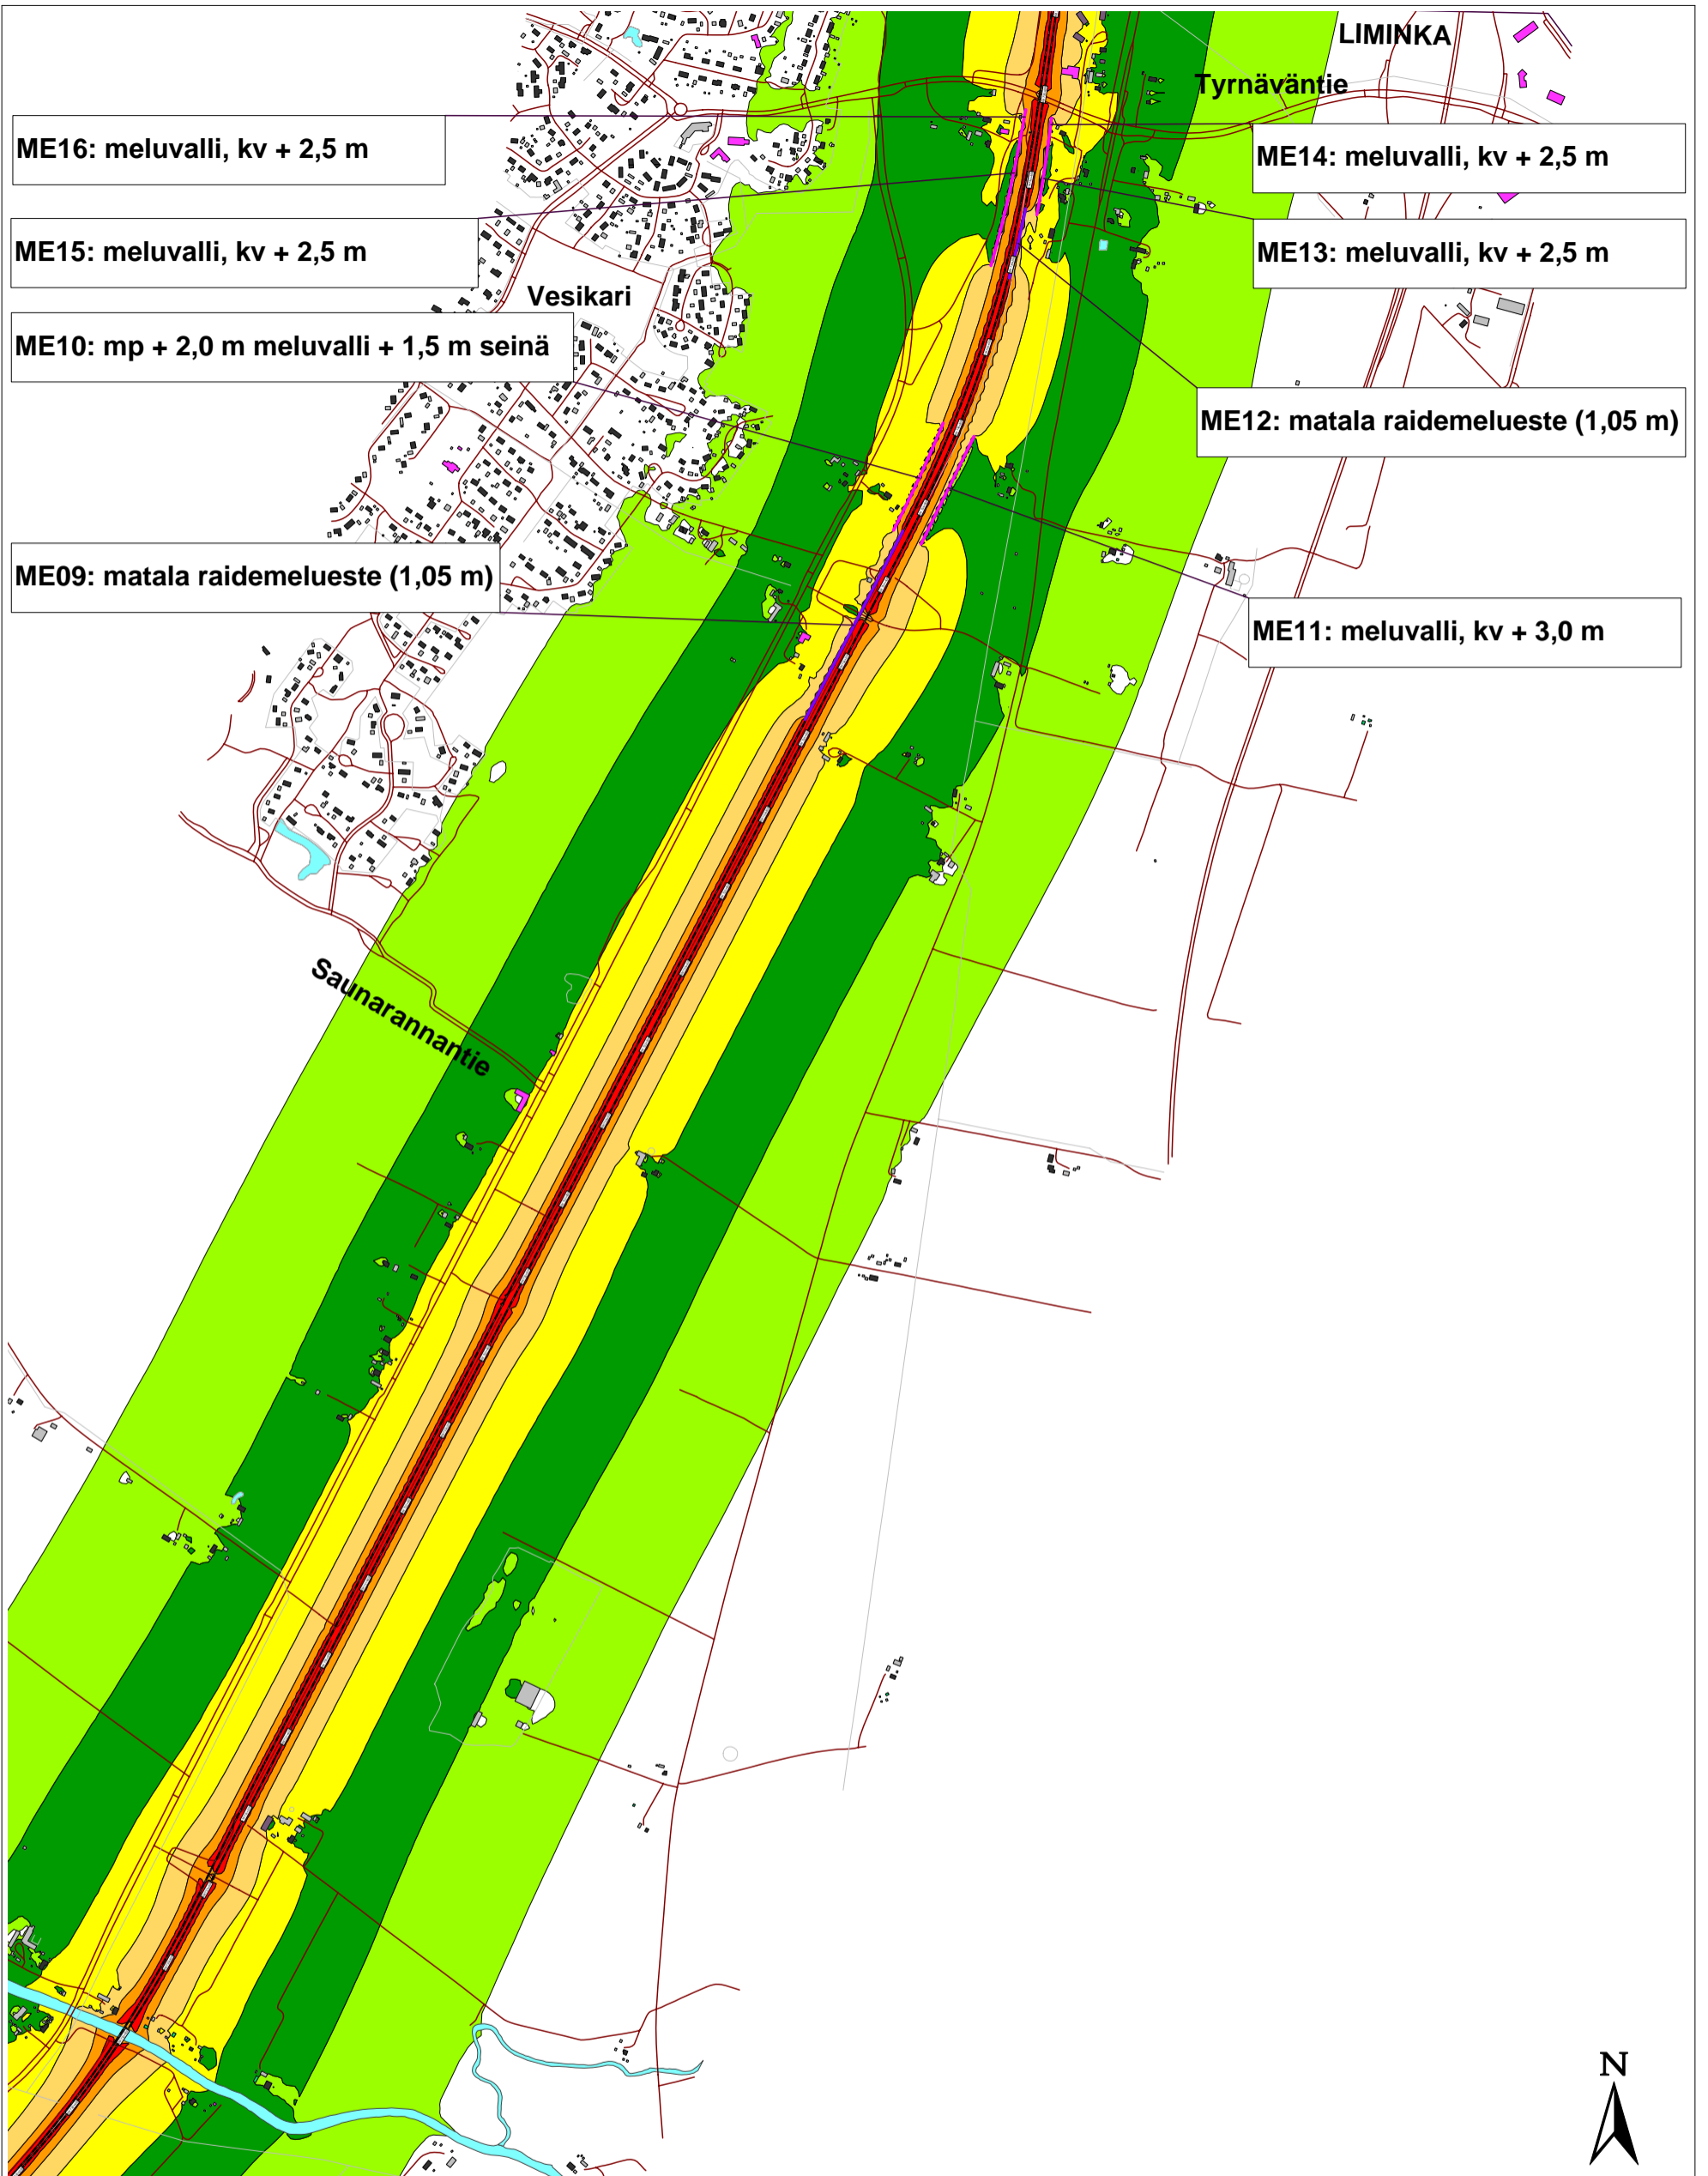 LIMINKA
Tyrnäväntie
ME16: meluvalli, kv + 2,5 m
ME14: meluvalli, kv + 2,5 m
ME15: meluvalli, kv + 2,5 m
ME13: meluvalli, kv + 2,5 m
Vesikari
ME10: mp + 2,0 m meluvalli + 1,5 m seinä
ME12: matala raidemelueste (1,05 m)
ME09: matala raidemelueste (1,05 m)
ME11: meluvalli, kv + 3,0 m
Saunarannantie
N